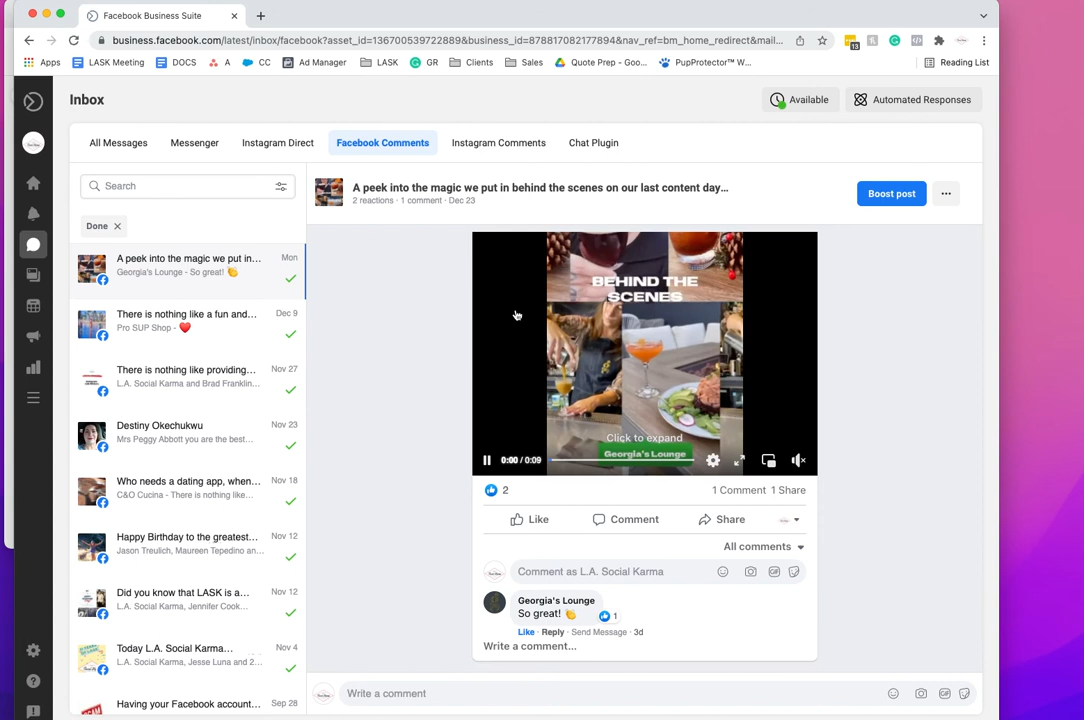 Facebook Business Suite
business.facebook.com/latest/inbox/facebook?asset_id=136700539722889&business_id=878817082177894&nav_ref=bm_home_redirect&mail...
13
Apps LASK Meeting DOCS A CC Ad Manager LASK GR Clients Sales Quote Prep - Goo... PupProtector™ W... Reading List
Inbox
Available
Automated Responses
All Messages Messenger Instagram Direct Facebook Comments Instagram Comments Chat Plugin
Search
Done
A peek into the magic we put in behind the scenes on our last content day...
2 reactions · 1 comment · Dec 23
Boost post
A peek into the magic we put in... Mon
Georgia's Lounge - So great! 👏
There is nothing like a fun and... Dec 9
Pro SUP Shop - ❤️
There is nothing like providing... Nov 27
L.A. Social Karma and Brad Franklin...
Destiny Okechukwu Nov 23
Mrs Peggy Abbott you are the best...
Who needs a dating app, when... Nov 18
C&O Cucina - There is nothing like...
Happy Birthday to the greatest... Nov 12
Jason Treulich, Maureen Tepedino an...
Did you know that LASK is a... Nov 12
L.A. Social Karma, Jennifer Cook...
Today L.A. Social Karma... Nov 4
L.A. Social Karma, Jesse Luna and 2...
Having your Facebook account... Sep 28
BEHIND THE
SCENES
Click to expand
Georgia's Lounge
0:00 / 0:09
2
1 Comment 1 Share
Like Comment Share
All comments
Comment as L.A. Social Karma
GIF
Georgia's Lounge
So great! 👏
1
Like · Reply · Send Message · 3d
Write a comment...
Write a comment
GIF